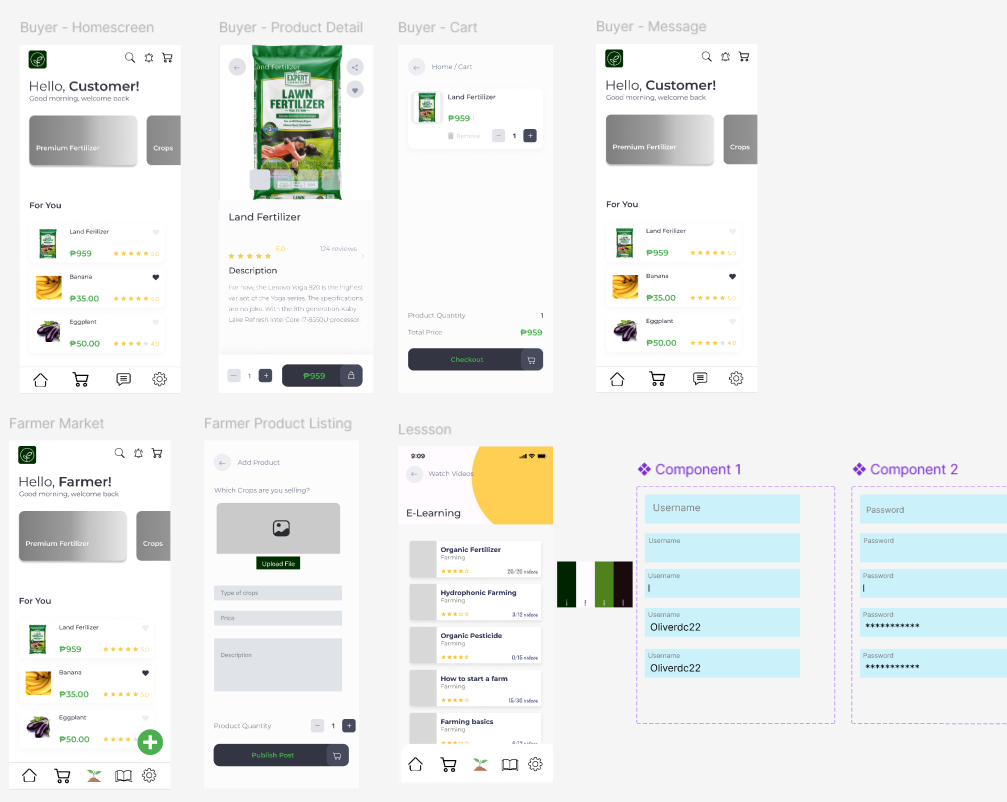 Buyer - Homescreen
Hello, Customer!
Good morning, welcome back
Premium Fertilizer
Crops
For You
Land Ferilizer
₱959
5.0
Banana
₱35.00
5.0
Eggplant
₱50.00
4.0
Buyer - Product Detail
Land Fertilizer
EXPERT
LAWN
FERTILIZER
Land Fertilizer
5.0
124 reviews
Description
For now, the Lenovo Yoga 920 is the highest
variant of the Yoga series. The specifications
are no joke. With the 8th generation Kaby
Lake Refresh Intel Core i7-8550U processor.
1
₱959
Buyer - Cart
Home / Cart
Land Fertilizer
₱959
Remove
1
Product Quantity
1
Total Price
₱959
Checkout
Buyer - Message
Hello, Customer!
Good morning, welcome back
Premium Fertilizer
Crops
For You
Land Ferilizer
₱959
5.0
Banana
₱35.00
5.0
Eggplant
₱50.00
4.0
Farmer Market
Hello, Farmer!
Good morning, welcome back
Premium Fertilizer
Crops
For You
Land Ferilizer
₱959
5.0
Banana
₱35.00
5.0
Eggplant
₱50.00
Farmer Product Listing
Add Product
Which Crops are you selling?
Upload File
Type of crops
Price
Description
Product Quantity
1
Publish Post
Lessson
9:09
Watch Videos
E-Learning
Organic Fertilizer
Farming
20/20 videos
Hydrophonic Farming
Farming
3/12 videos
Organic Pesticide
Farming
0/15 videos
How to start a farm
Farming
15/30 videos
Farming basics
Farming
Component 1
Username
Username
Username
Username
Oliverdc22
Username
Oliverdc22
Component 2
Password
Password
Password
Password
***********
Password
***********